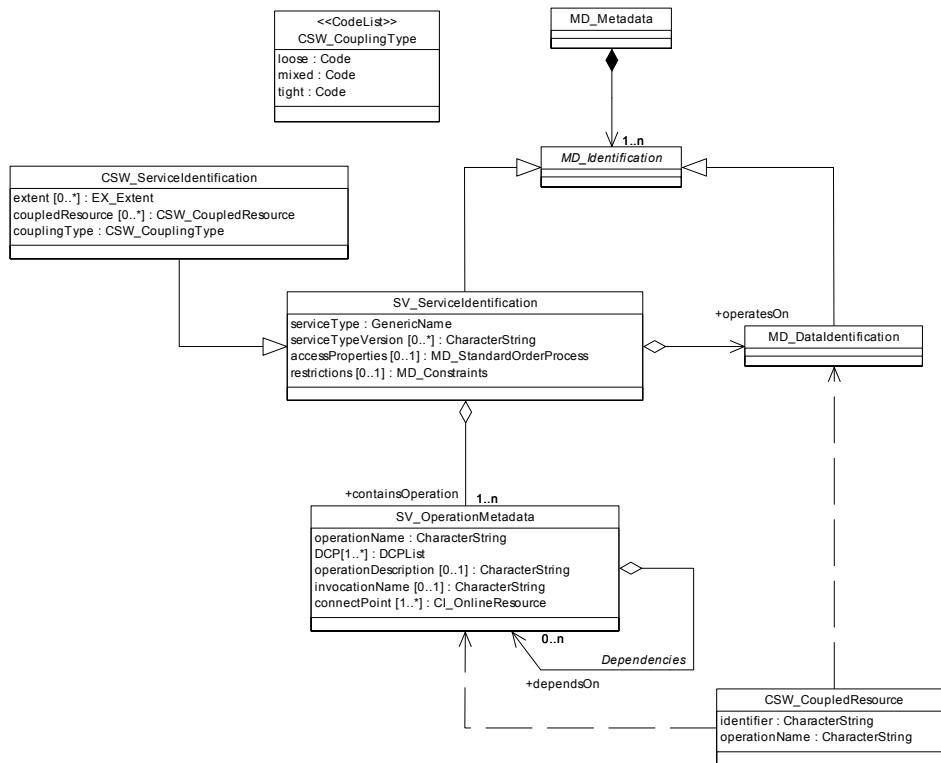 <<CodeList>>
CSW_CouplingType
loose : Code
mixed : Code
tight : Code
MD_Metadata
1..n
MD_Identification
CSW_ServiceIdentification
extent [0..*] : EX_Extent
coupledResource [0..*] : CSW_CoupledResource
couplingType : CSW_CouplingType
SV_ServiceIdentification
serviceType : GenericName
serviceTypeVersion [0..*] : CharacterString
accessProperties [0..1] : MD_StandardOrderProcess
restrictions [0..1] : MD_Constraints
+operatesOn
MD_DataIdentification
+containsOperation
1..n
SV_OperationMetadata
operationName : CharacterString
DCP[1..*] : DCPList
operationDescription [0..1] : CharacterString
invocationName [0..1] : CharacterString
connectPoint [1..*] : CI_OnlineResource
0..n
Dependencies
+dependsOn
CSW_CoupledResource
identifier : CharacterString
operationName : CharacterString